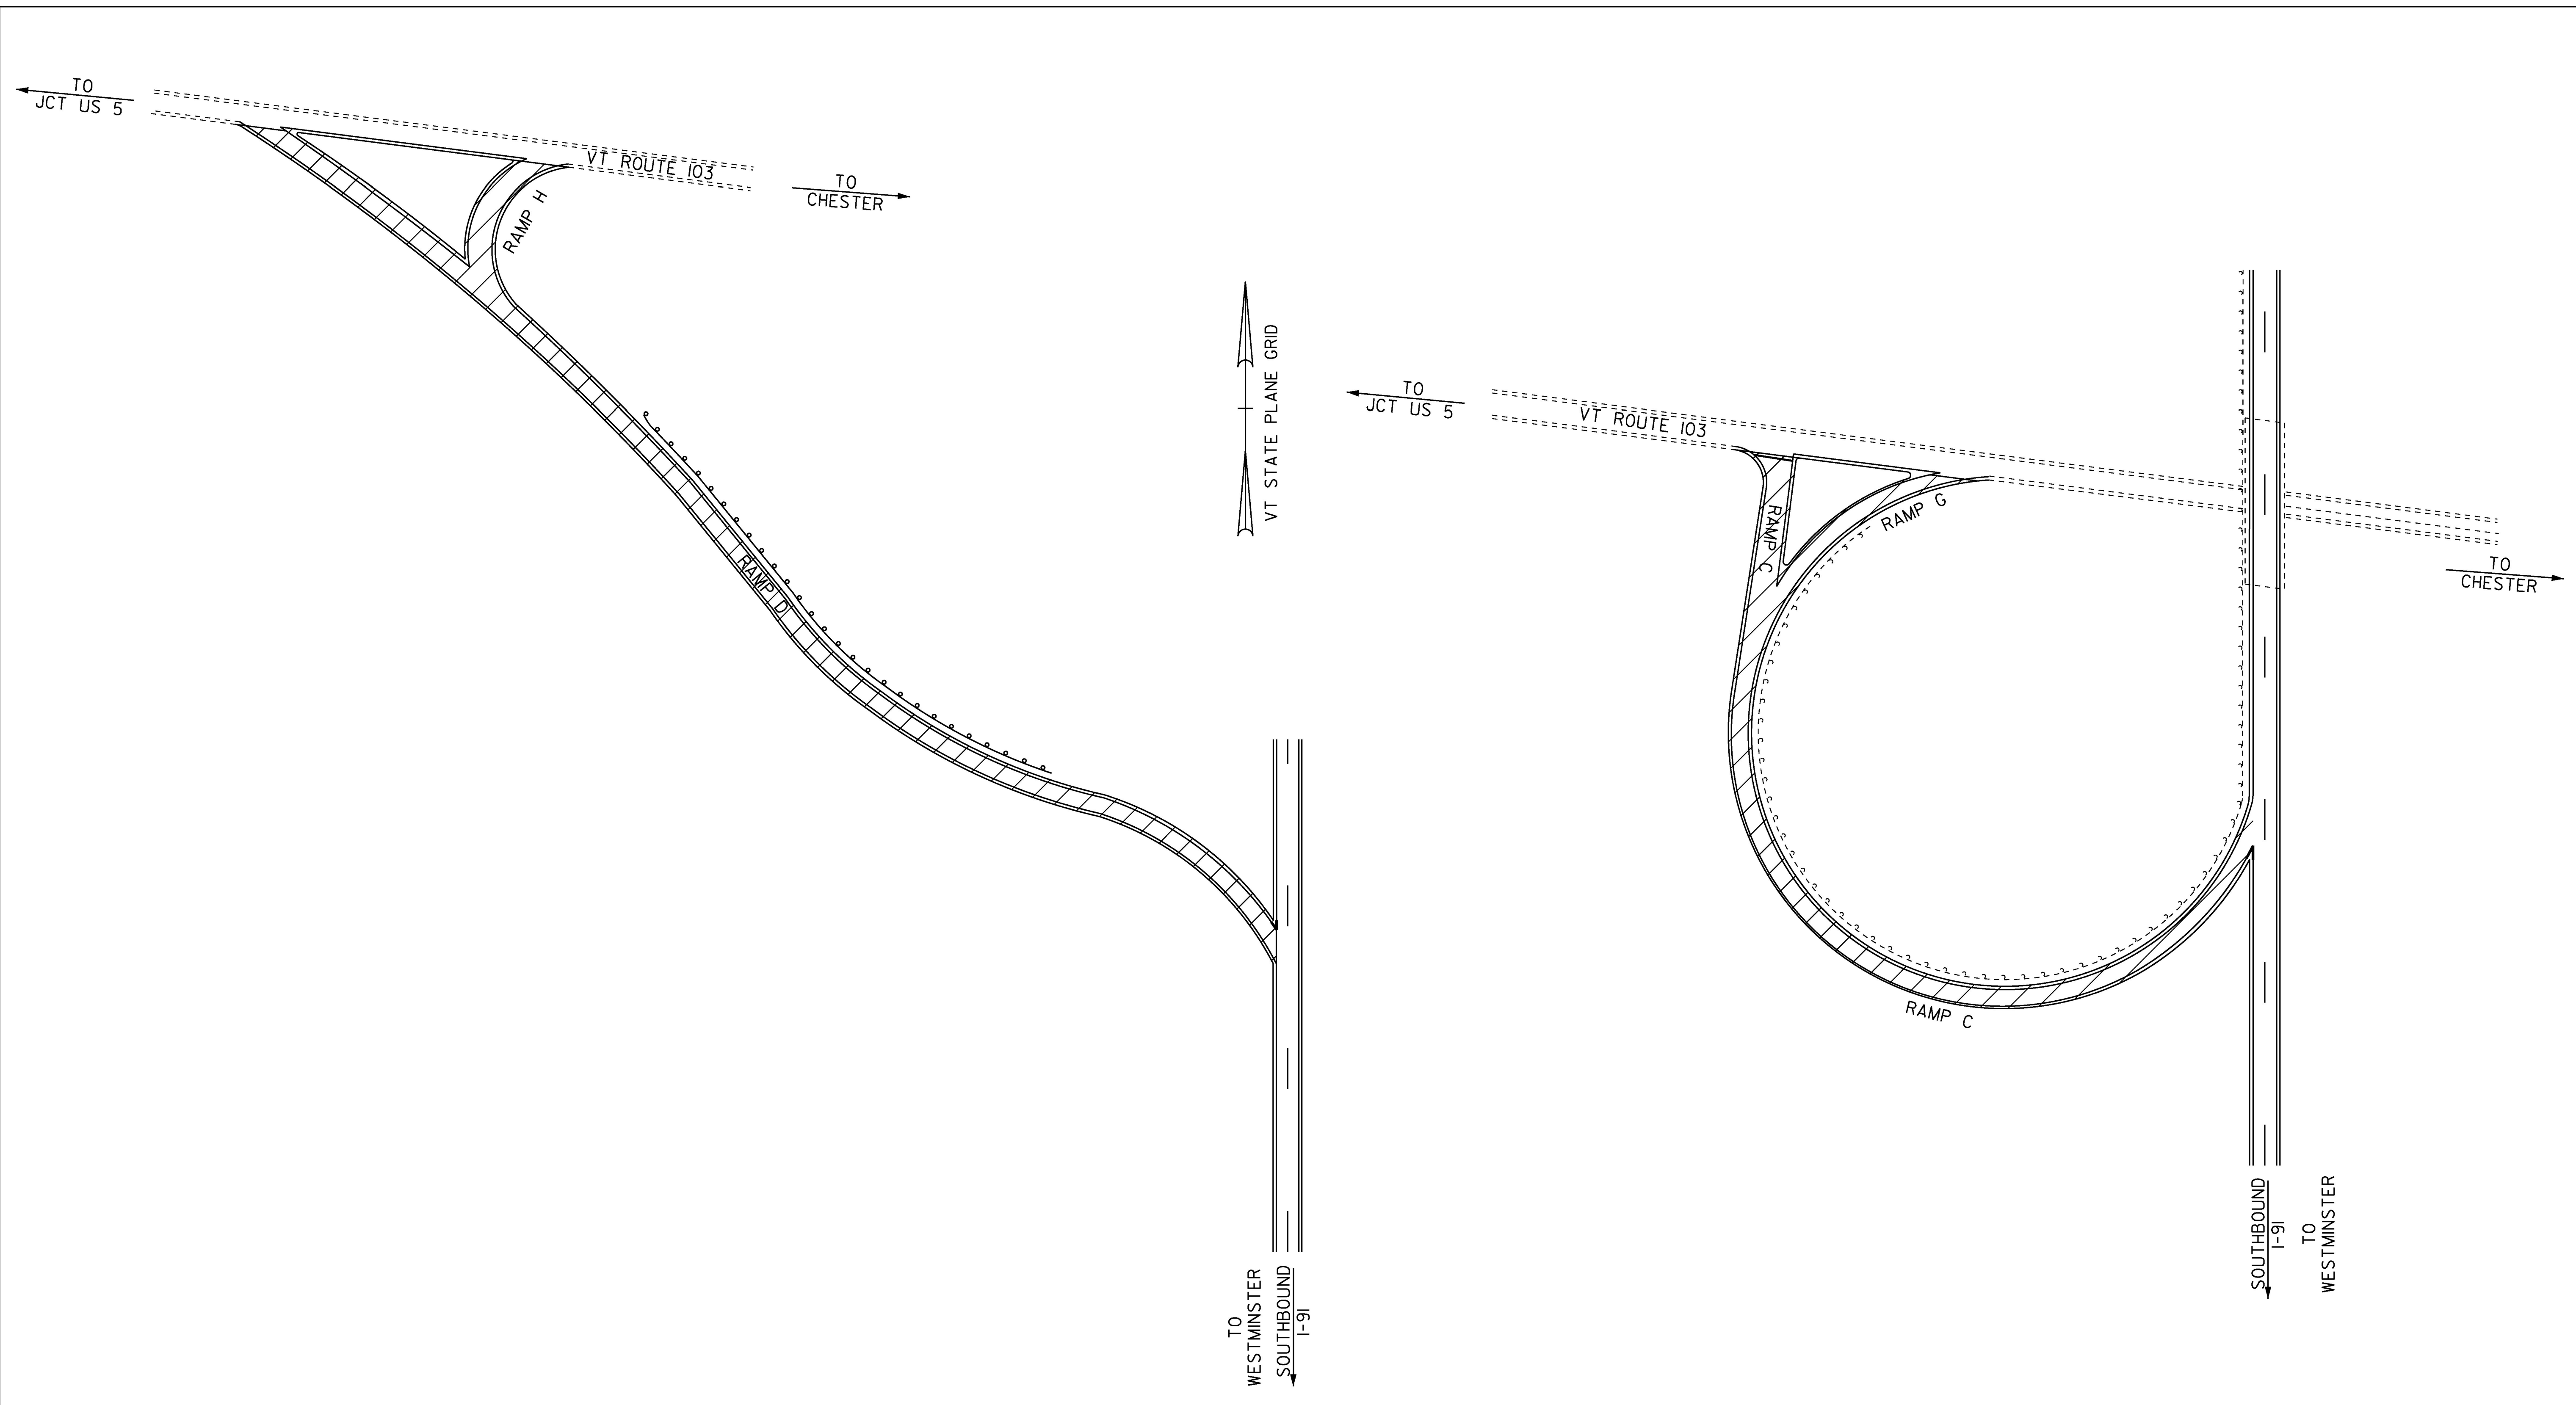 TO
JCT US 5
VT ROUTE 103
TO
CHESTER
RAMP H
RAMP D
VT STATE PLANE GRID
TO
WESTMINSTER
SOUTHBOUND
I-91
TO
JCT US 5
VT ROUTE 103
RAMP C
RAMP G
TO
CHESTER
RAMP C
SOUTHBOUND
I-91
TO
WESTMINSTER